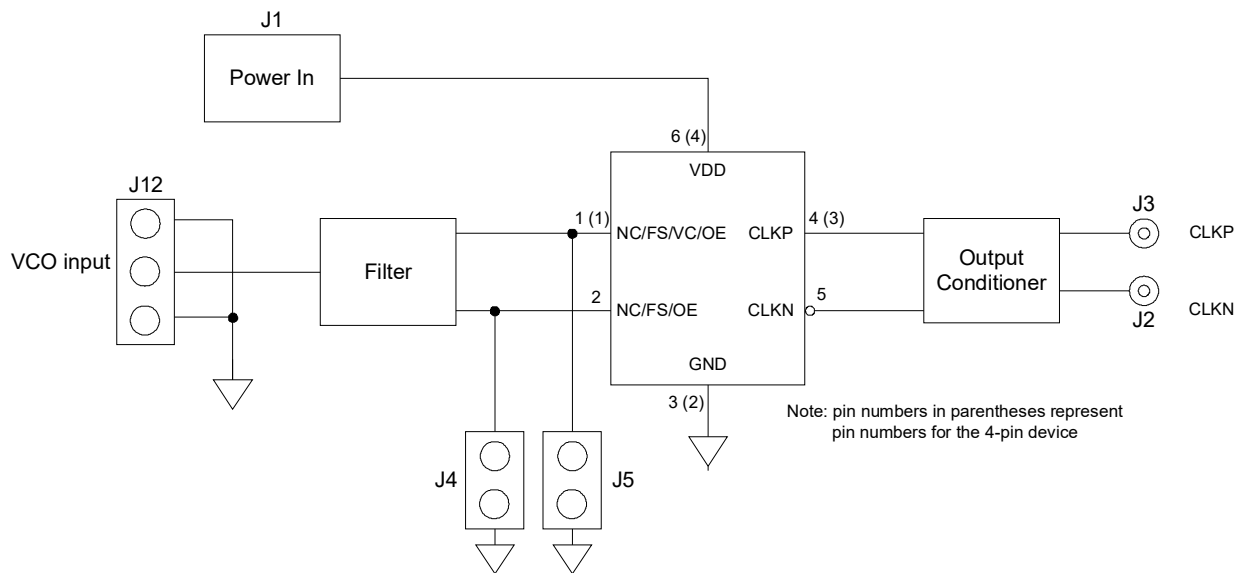 J1
Power In
6 (4)
VDD
J12
VCO input
Filter
1 (1)
NC/FS/VC/OE
CLKP
4 (3)
2
NC/FS/OE
CLKN
5
GND
3 (2)
Output
Conditioner
J3
CLKP
J2
CLKN
Note: pin numbers in parentheses represent
pin numbers for the 4-pin device
J4
J5